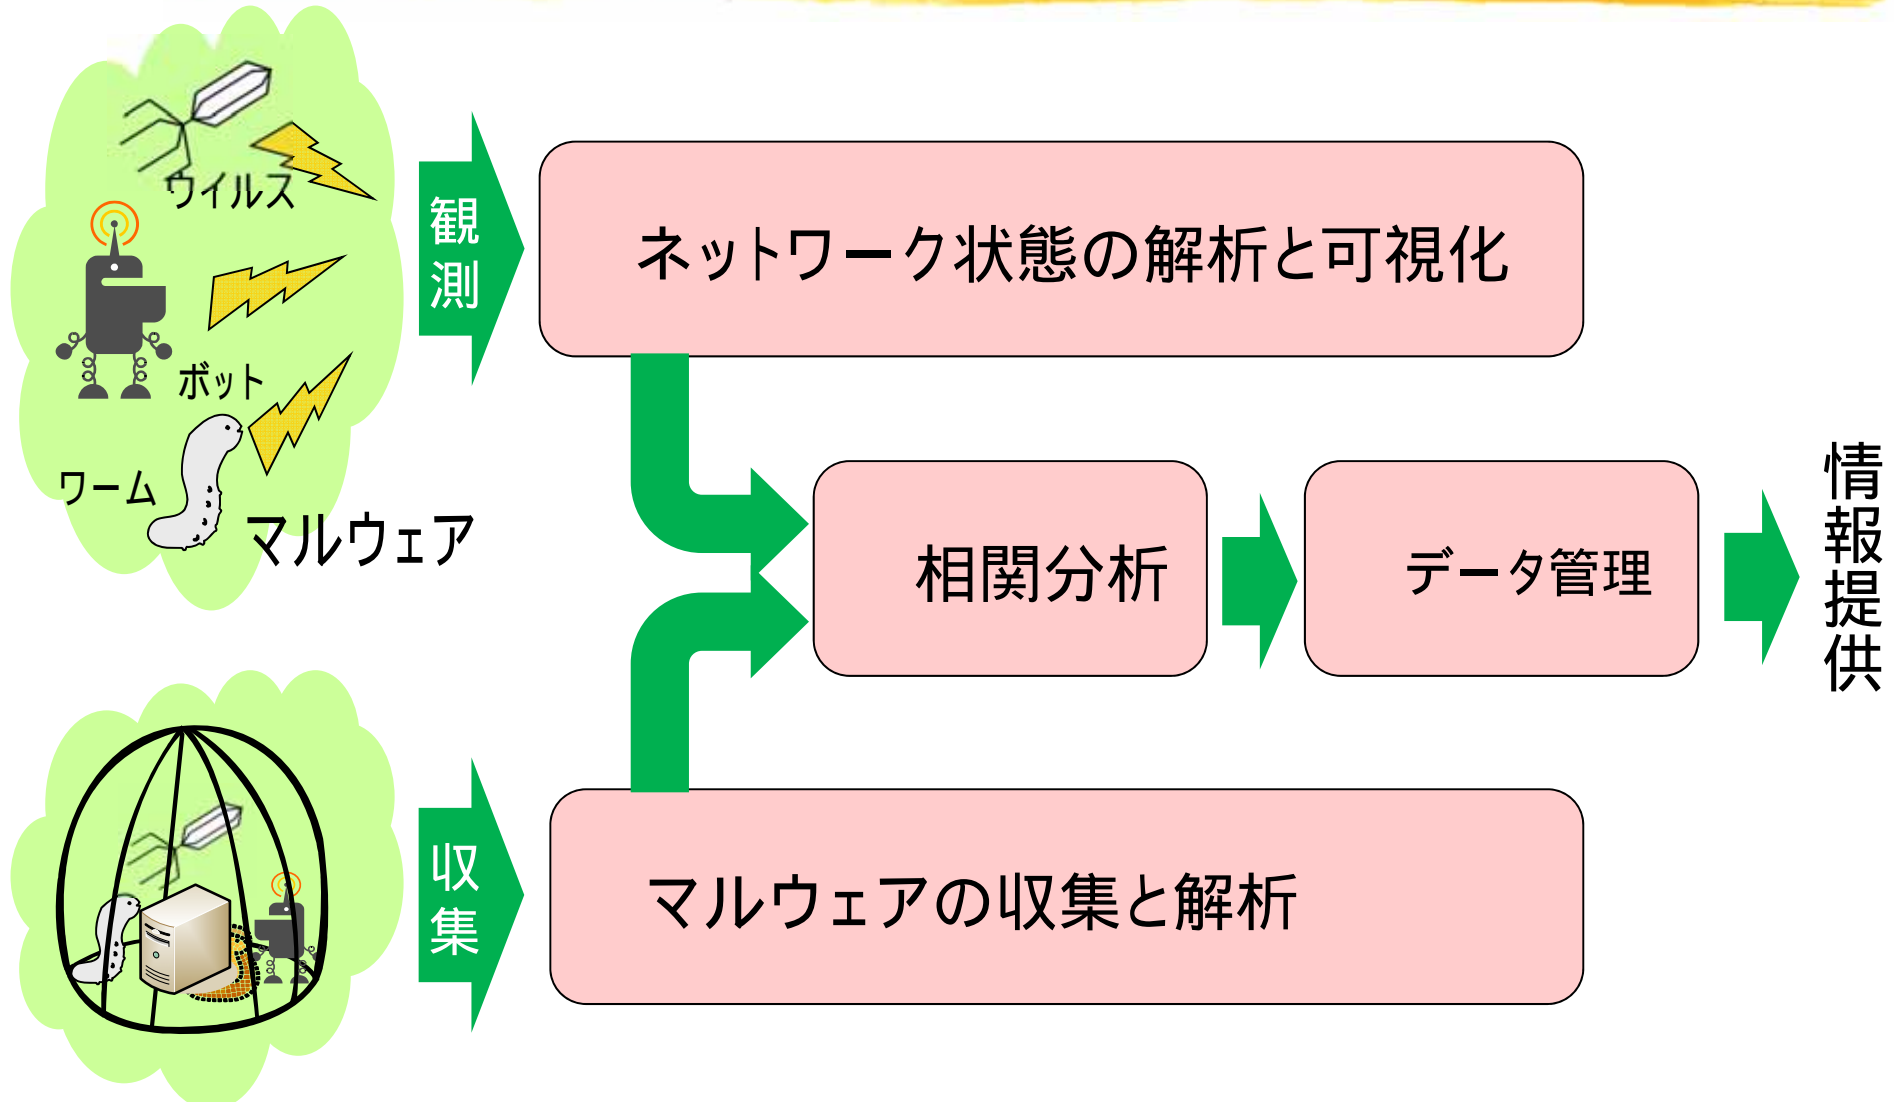 ウイルス
ボット
ワーム
マルウェア
観測
ネットワーク状態の解析と可視化
相関分析
データ管理
情報提供
収集
マルウェアの収集と解析